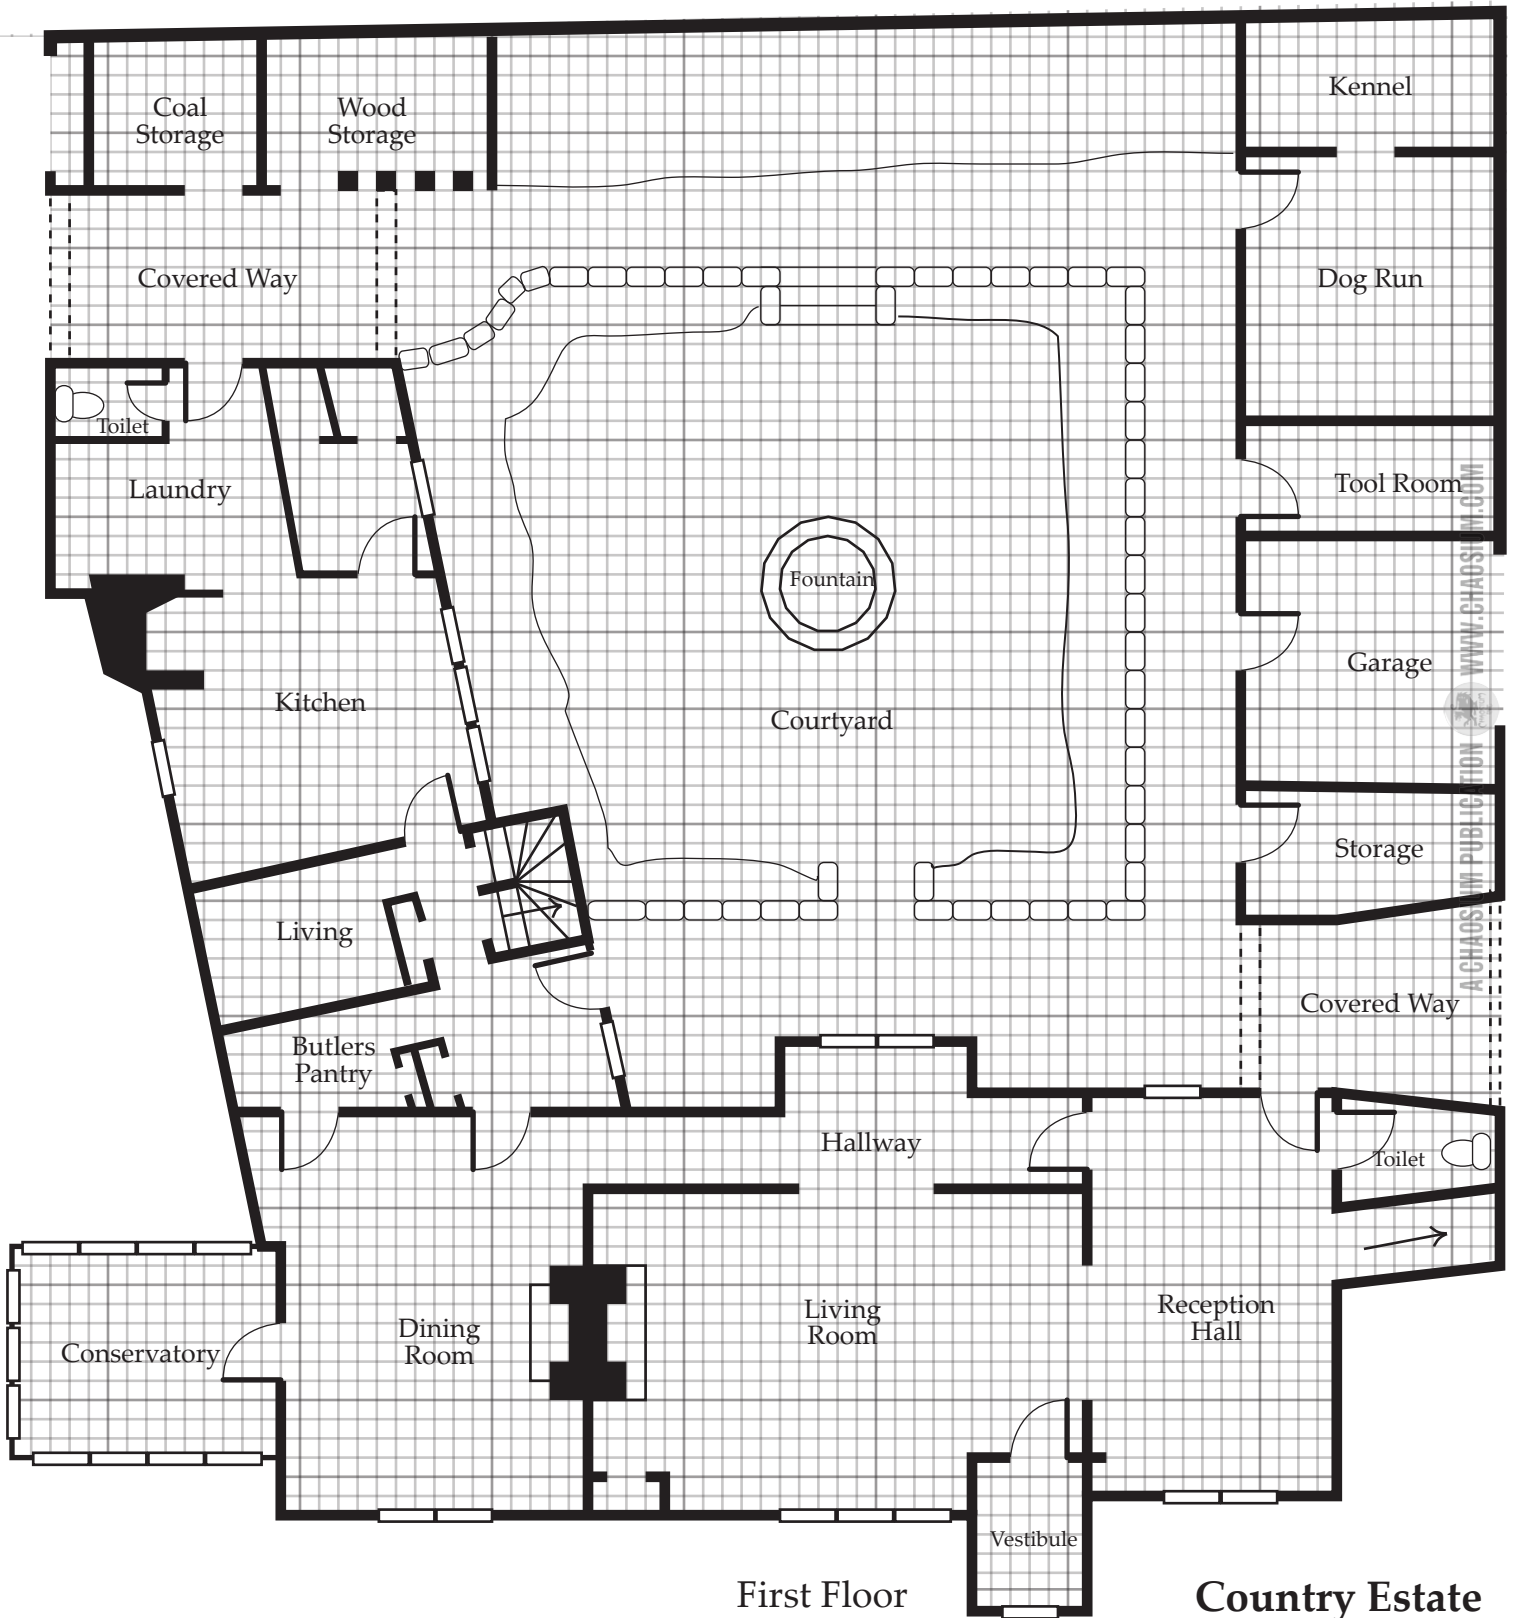 Kennel
Coal
Storage
Wood
Storage
Covered Way
Dog Run
Toilet
Laundry
Tool Room
Fountain
Garage
Kitchen
Courtyard
Storage
Living
Covered Way
Butlers
Pantry
Hallway
Toilet
Living
Room
Reception
Hall
Dining
Room
Conservatory
Vestibule
First Floor
Country Estate
A CHAOSIUM PUBLICATION WWW.CHAOSIUM.COM